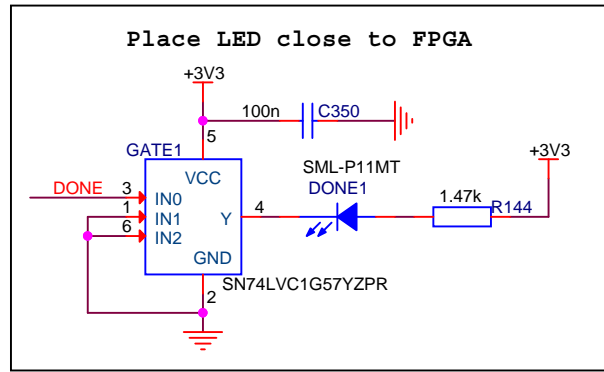 Place LED close to FPGA
+3V3
100n
C350
5
GATE1
SML-P11MT
+3V3
VCC
DONE1
DONE
3
IN0
1.47k
1
IN1
Y
4
R144
6
IN2
GND
SN74LVC1G57YZPR
2